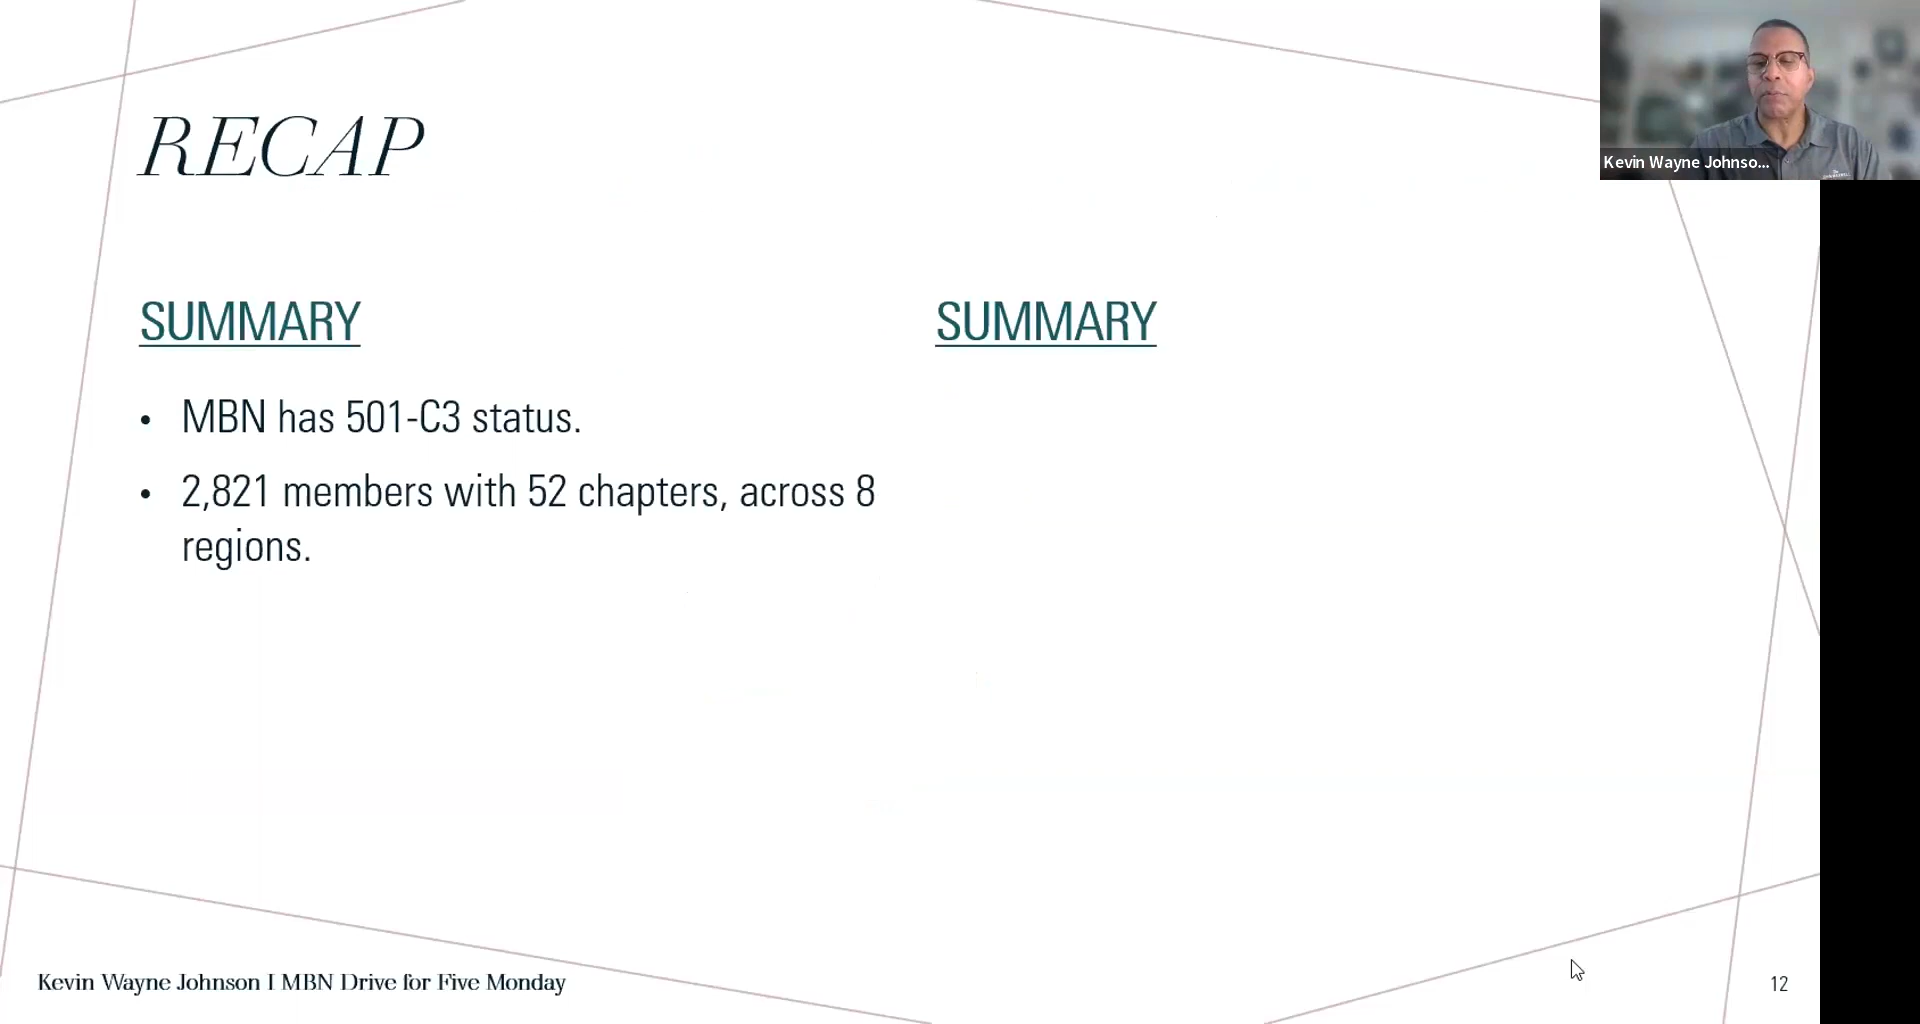 RECAP
Kevin Wayne Johnso...
SUMMARY
• MBN has 501-C3 status.
• 2,821 members with 52 chapters, across 8
regions.
SUMMARY
Kevin Wayne Johnson I MBN Drive for Five Monday
12